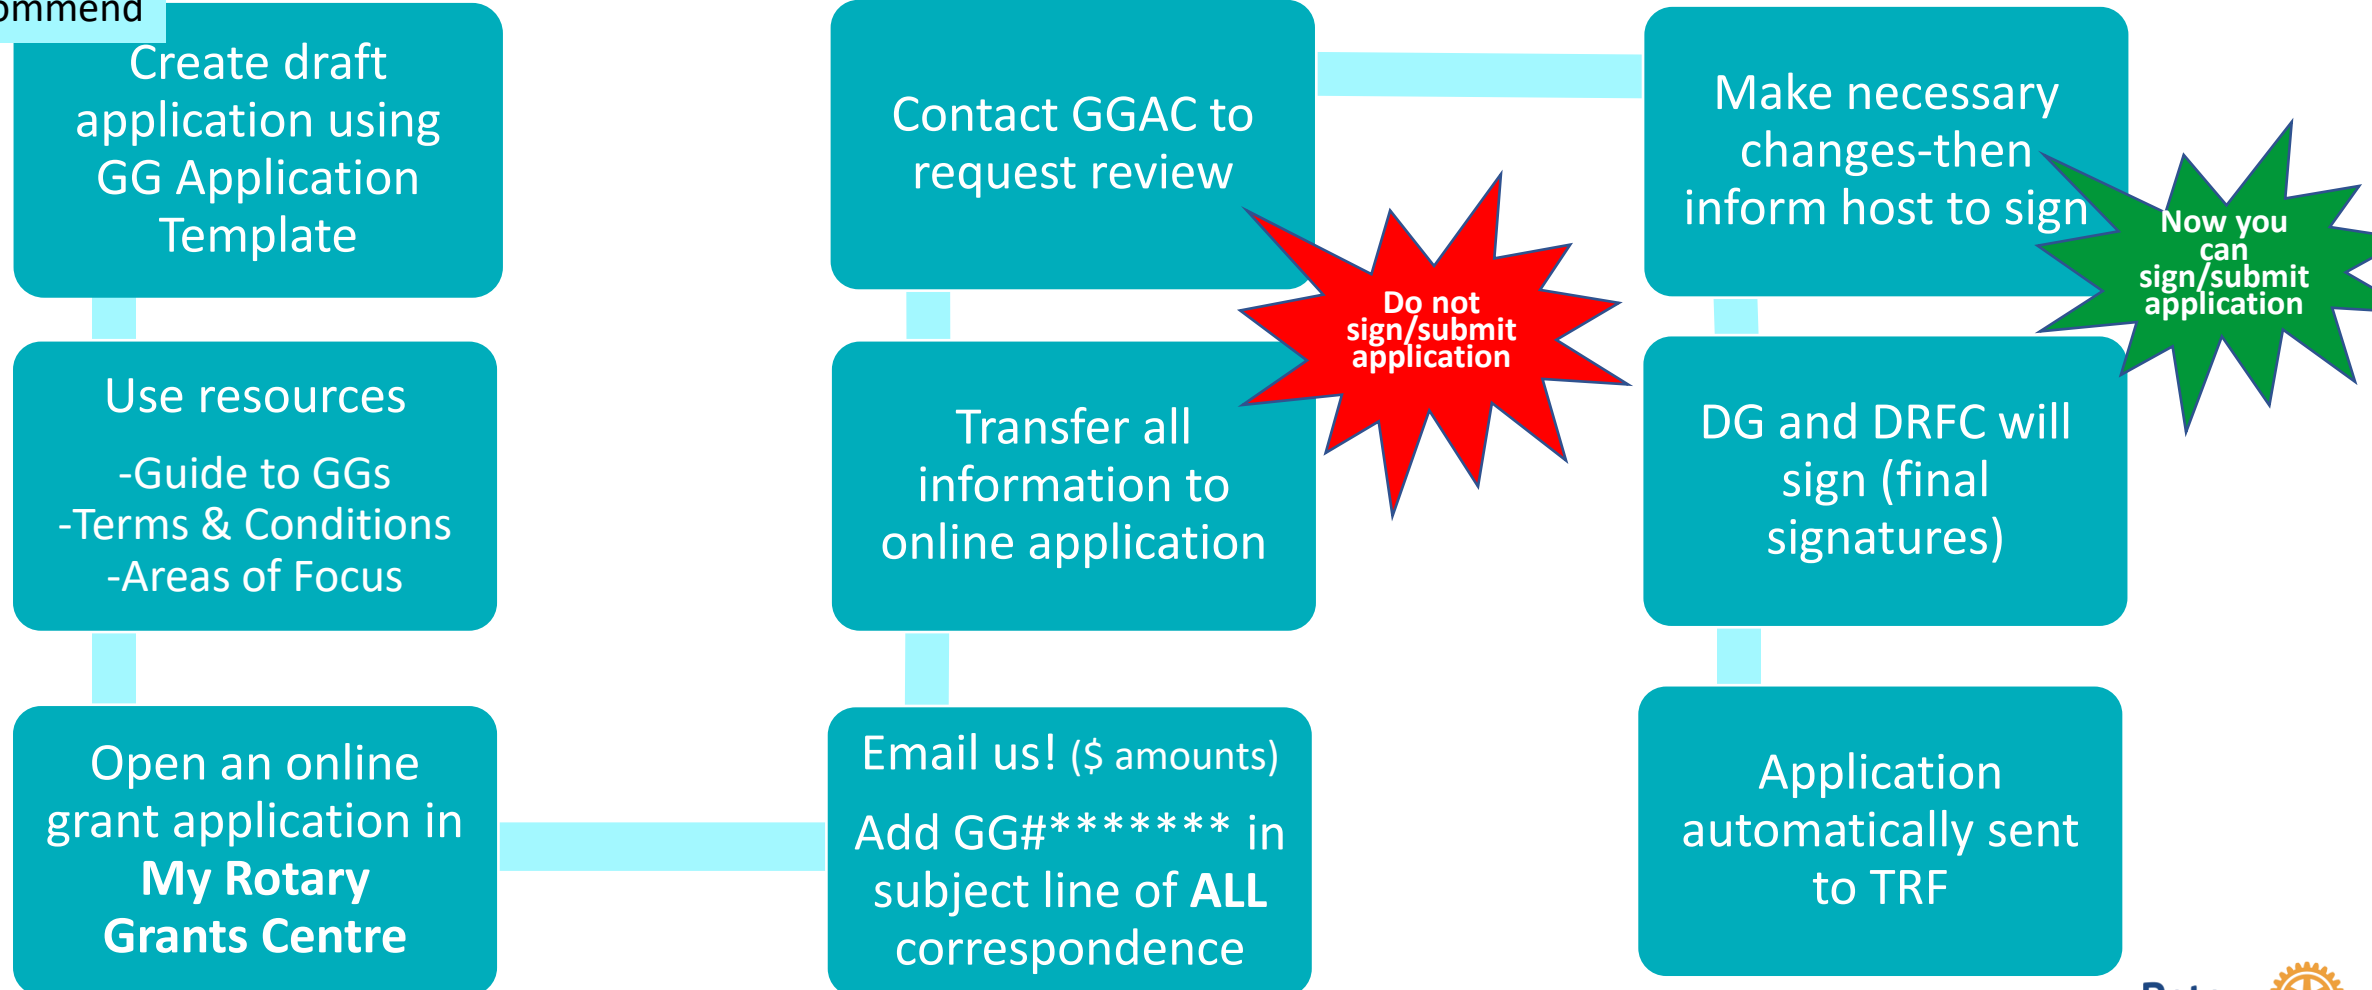 Create draft
application using
GG Application
Template
Use resources
-Guide to GGs
-Terms & Conditions
-Areas of Focus
Open an online
grant application in
My Rotary
Grants Centre
Email us! ($ amounts)
Add GG#******* in
subject line of ALL
correspondence
Transfer all
information to
online application
Contact GGAC to
request review
Do not
sign/submit
application
Make necessary
changes-then
inform host to sign
Now you
can
sign/submit
application
DG and DRFC will
sign (final
signatures)
Application
automatically sent
to TRF